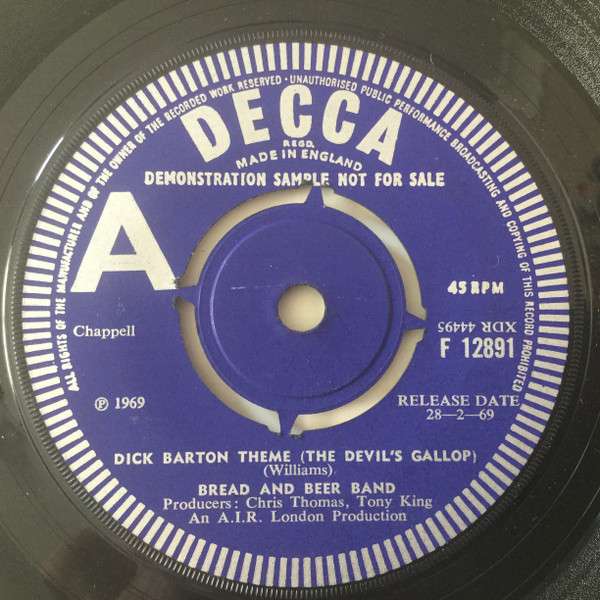 ALL RIGHTS OF THE MANUFACTURER AND OF THE OWNER OF THE RECORDED WORK RESERVED · UNAUTHORISED PUBLIC PERFORMANCE BROADCASTING AND COPYING OF THIS RECORD PROHIBITED
DECCA
REGD.
MADE IN ENGLAND
DEMONSTRATION SAMPLE NOT FOR SALE
A
45 RPM
Chappell
XDR 44495
F 12891
℗ 1969
RELEASE DATE
28—2—69
DICK BARTON THEME (THE DEVIL'S GALLOP)
(Williams)
BREAD AND BEER BAND
Producers: Chris Thomas, Tony King
An A.I.R. London Production